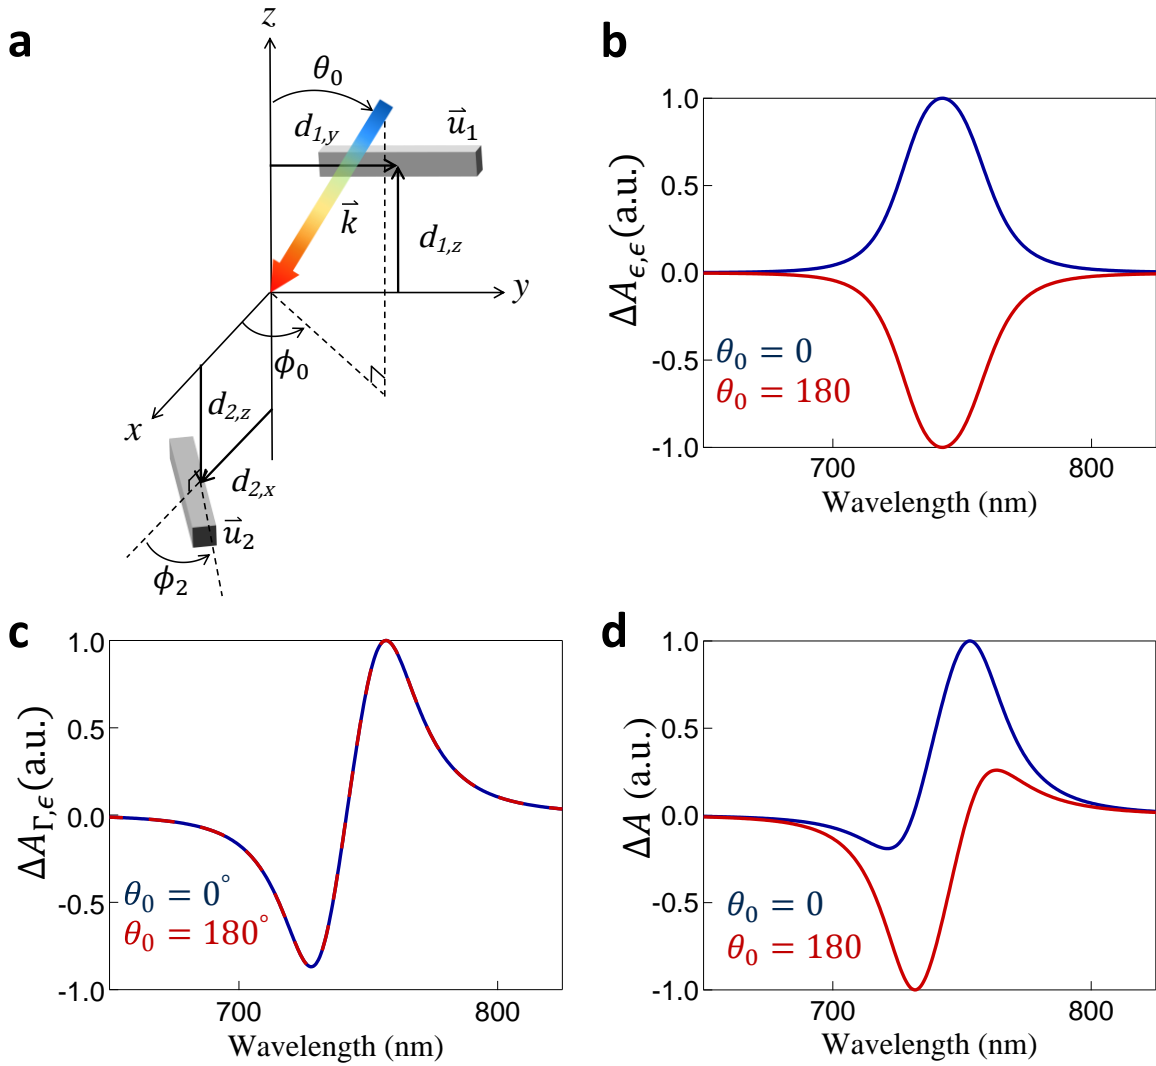 a
z
θ₀
d₁,y
u⃗₁
k⃗
d₁,z
y
ϕ₀
x
d₂,z
d₂,x
u⃗₂
ϕ₂
b
1.0
0.5
0.0
-0.5
-1.0
ΔA_ϵ,ϵ(a.u.)
θ₀ = 0
θ₀ = 180
700
800
Wavelength (nm)
c
1.0
0.5
0.0
-0.5
-1.0
ΔA_Γ,ϵ(a.u.)
θ₀ = 0°
θ₀ = 180°
700
800
Wavelength (nm)
d
1.0
0.5
0.0
-0.5
-1.0
ΔA (a.u.)
θ₀ = 0
θ₀ = 180
700
800
Wavelength (nm)